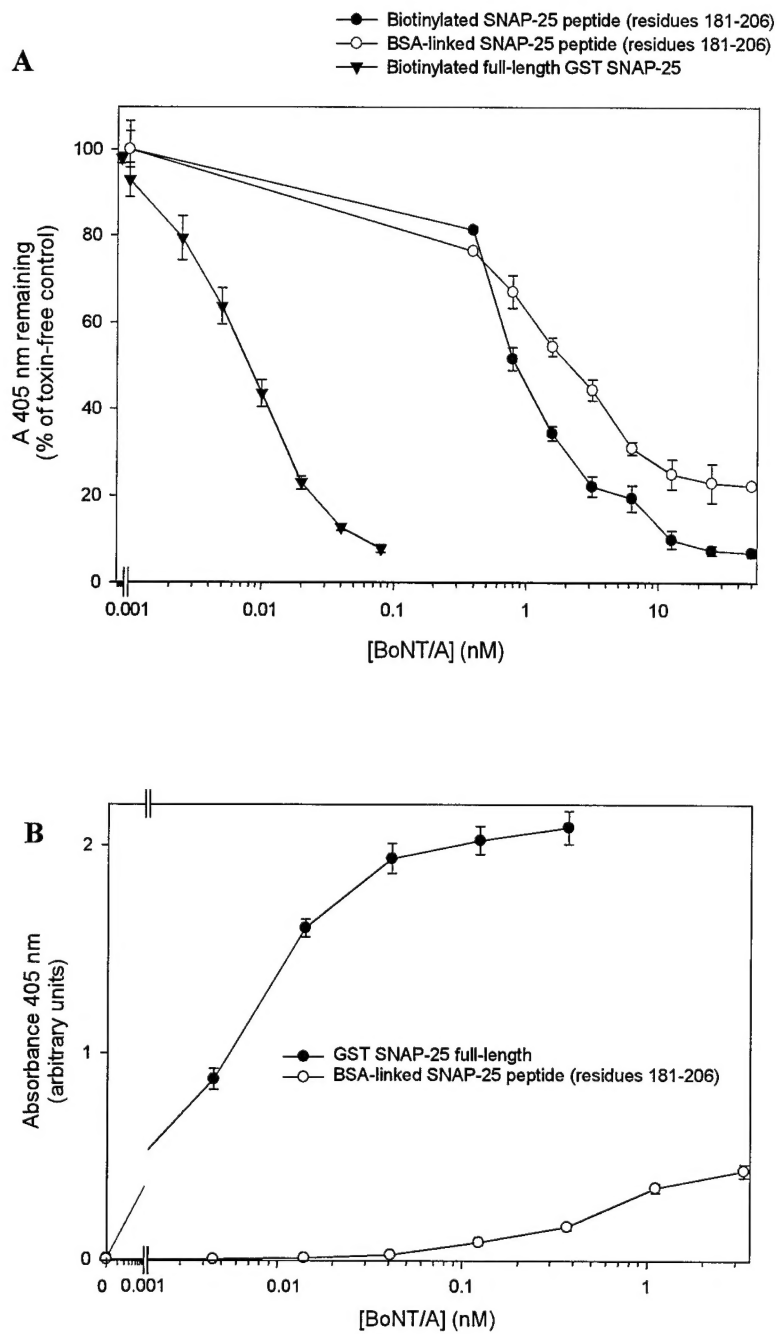 Biotinylated SNAP-25 peptide (residues 181-206)
BSA-linked SNAP-25 peptide (residues 181-206)
Biotinylated full-length GST SNAP-25
A
100
80
60
40
20
0
A 405 nm remaining
(% of toxin-free control)
0.001
0.01
0.1
1
10
[BoNT/A] (nM)
B
2
1
0
Absorbance 405 nm
(arbitrary units)
GST SNAP-25 full-length
BSA-linked SNAP-25 peptide (residues 181-206)
0
0.001
0.01
0.1
1
[BoNT/A] (nM)